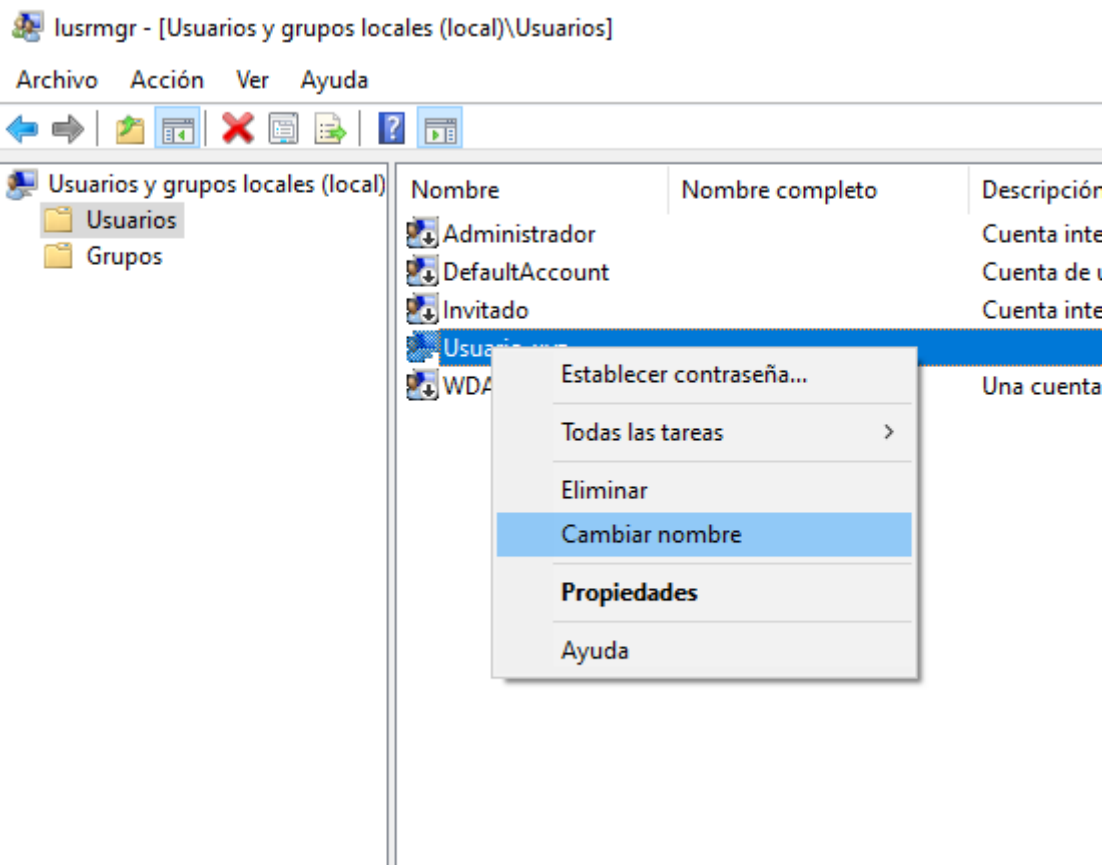 lusrmgr - [Usuarios y grupos locales (local)\Usuarios]
Archivo Acción Ver Ayuda
Usuarios y grupos locales (local)
Usuarios
Grupos
Nombre Nombre completo Descripción
Administrador Cuenta inte
DefaultAccount Cuenta de u
Invitado Cuenta inte
WDA Una cuenta
Establecer contraseña...
Todas las tareas
Eliminar
Cambiar nombre
Propiedades
Ayuda